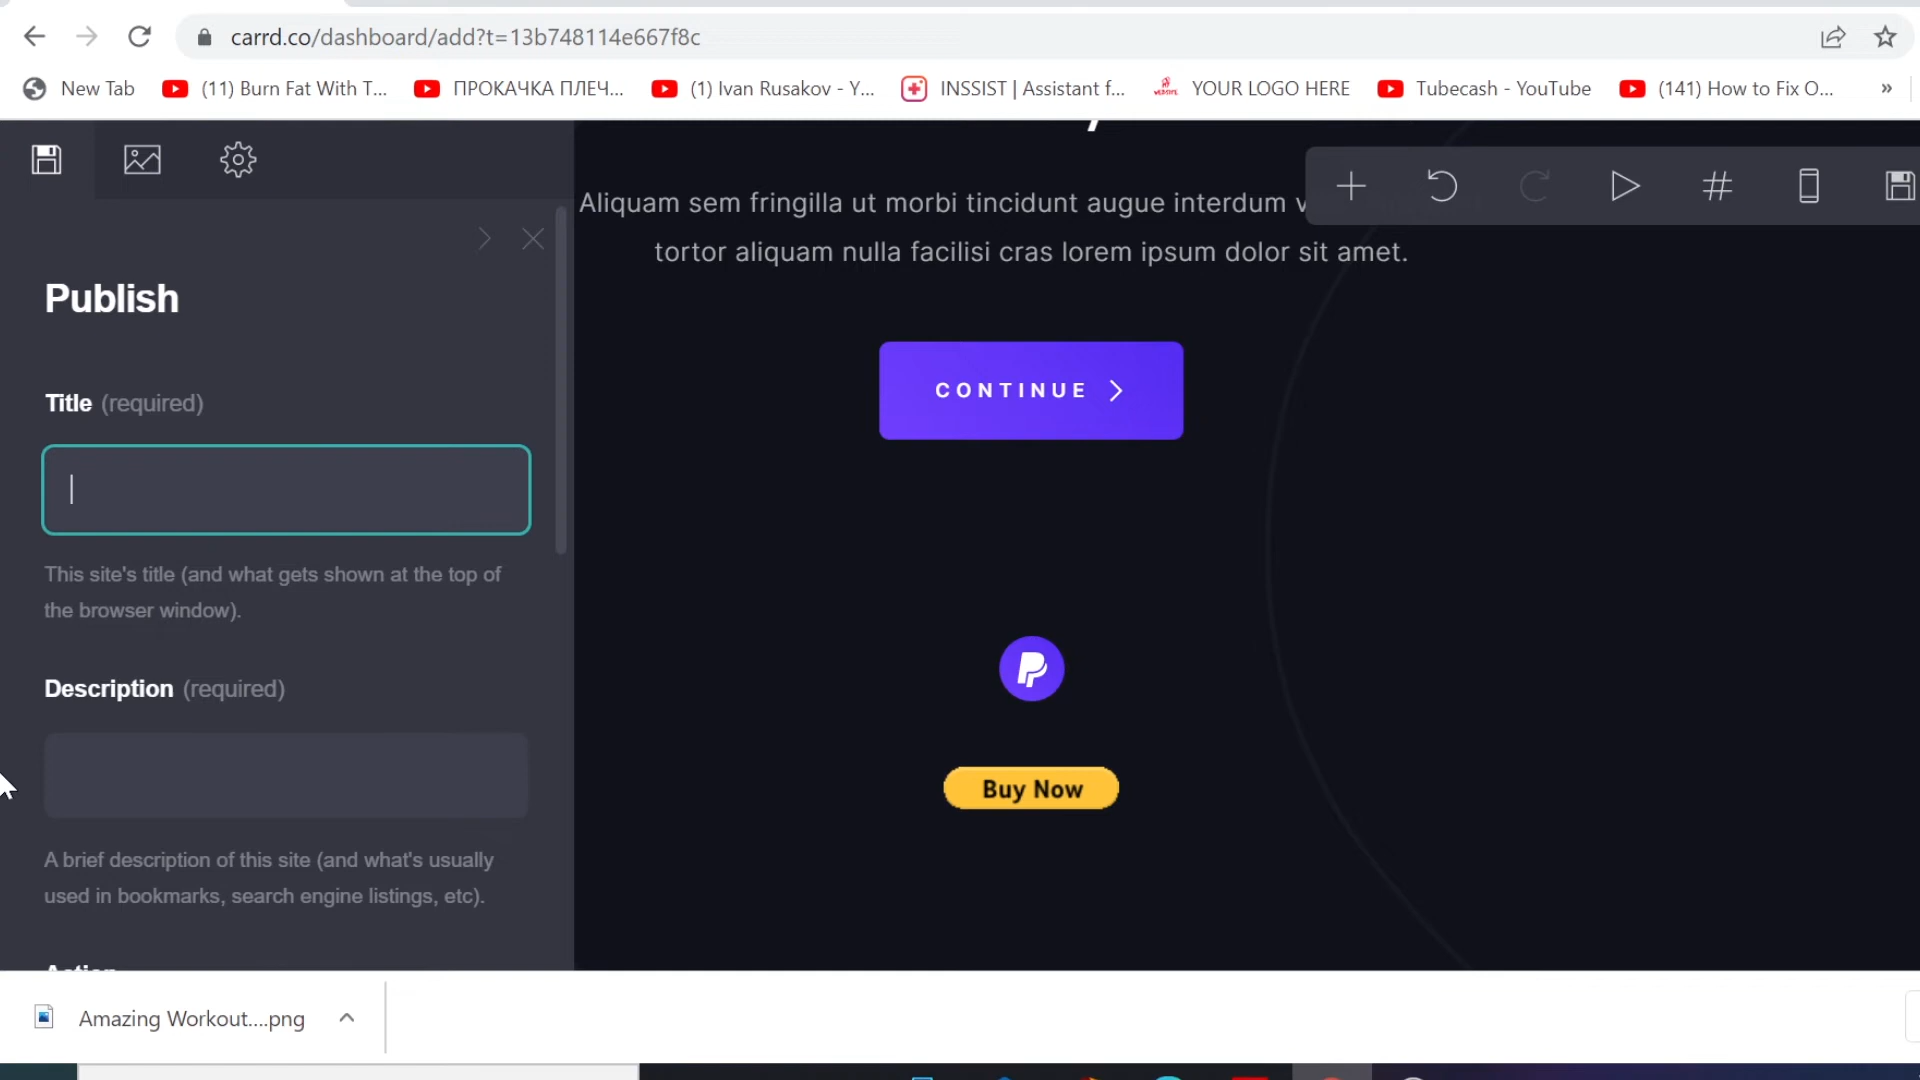 carrd.co/dashboard/add?t=13b748114e667f8c
New Tab
(11) Burn Fat With T...
ПРОКАЧКА ПЛЕЧ...
(1) Ivan Rusakov - Y...
INSSIST | Assistant f...
YOUR LOGO HERE
Tubecash - YouTube
(141) How to Fix O...
»
Publish
Title (required)
This site's title (and what gets shown at the top of
the browser window).
Description (required)
A brief description of this site (and what's usually
used in bookmarks, search engine listings, etc).
Aliquam sem fringilla ut morbi tincidunt augue interdum
tortor aliquam nulla facilisi cras lorem ipsum dolor sit amet.
CONTINUE
Buy Now
Amazing Workout....png